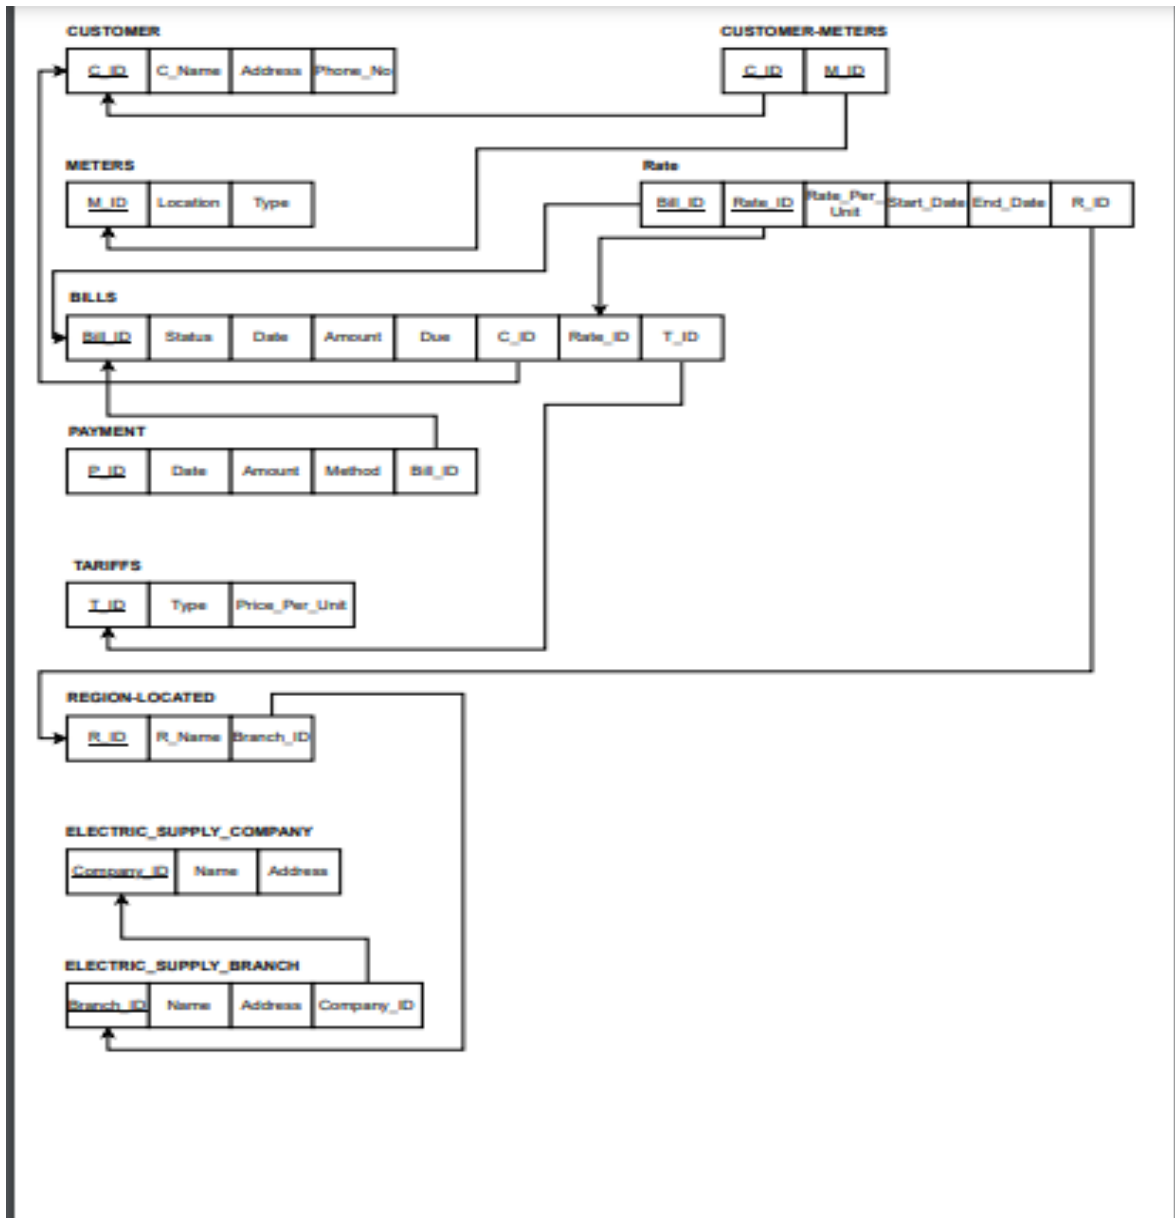 CUSTOMER
C_ID C_Name Address Phone_No
CUSTOMER-METERS
C_ID M_ID
METERS
M_ID Location Type
Rate
Bill_ID Rate_ID Rate_Per_
Unit
Start_Date End_Date R_ID
BILLS
Bill_ID Status Date Amount Due C_ID Rate_ID T_ID
PAYMENT
P_ID Date Amount Method Bill_ID
TARIFFS
T_ID Type Price_Per_Unit
REGION-LOCATED
R_ID R_Name Branch_ID
ELECTRIC_SUPPLY_COMPANY
Company_ID Name Address
ELECTRIC_SUPPLY_BRANCH
Branch_ID Name Address Company_ID